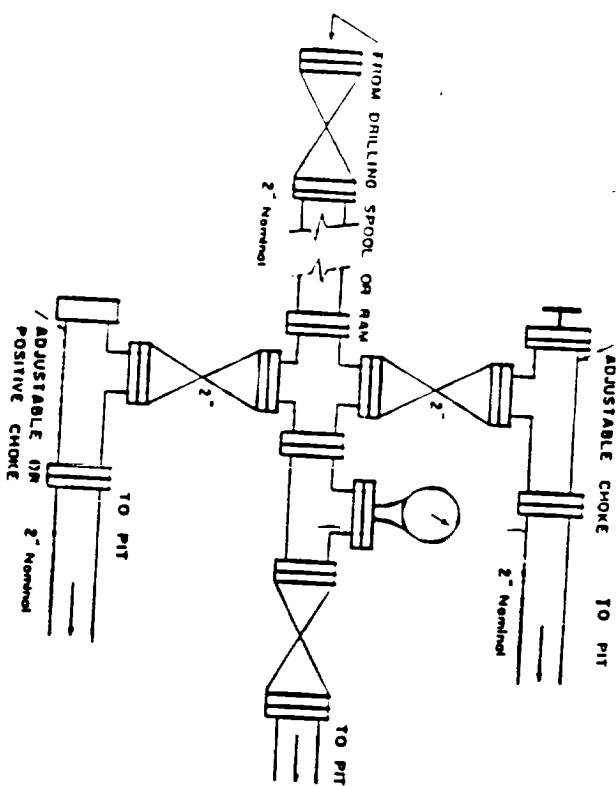 FROM DRILLING SPOOL OR RAM
2" Nominal
ADJUSTABLE CHOKE
TO PIT
2" Nominal
2"
2"
ADJUSTABLE OR
POSITIVE CHOKE
TO PIT
2" Nominal
TO PIT